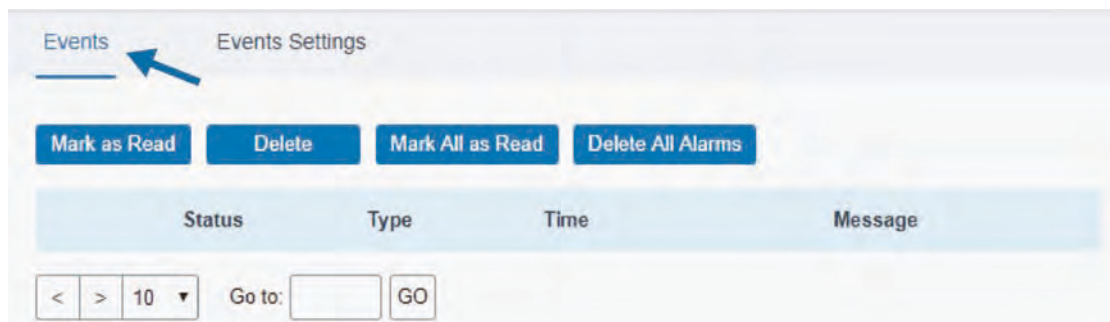 Events Events Settings
Mark as Read Delete Mark All as Read Delete All Alarms
Status Type Time Message
< > 10 ▼ Go to: GO